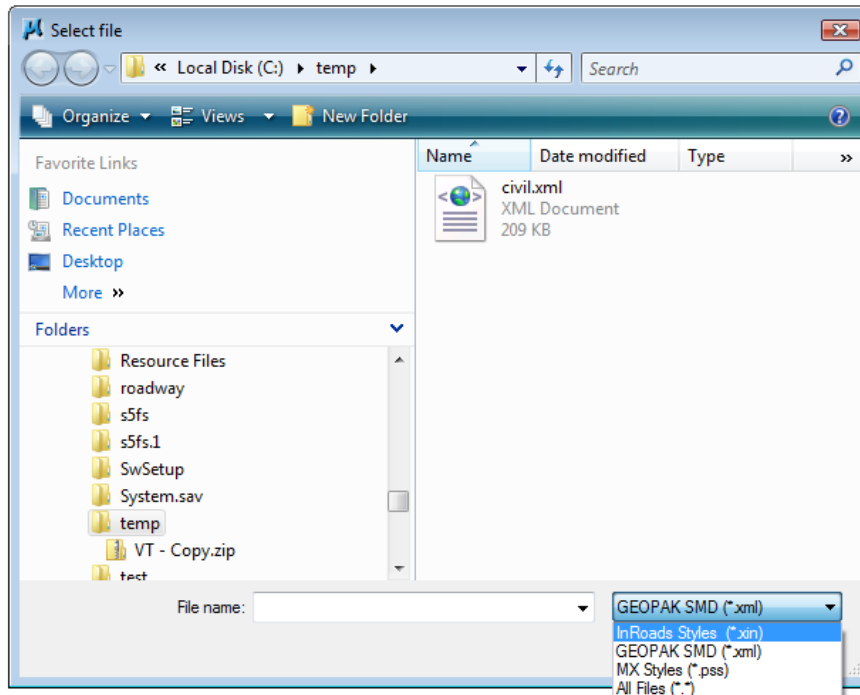 Select file
« Local Disk (C:) ▸ temp ▸ Search
Organize Views New Folder
Favorite Links
Documents
Recent Places
Desktop
More »
Folders
Resource Files
roadway
s5fs
s5fs.1
SwSetup
System.sav
temp
VT - Copy.zip
test
Name Date modified Type »
civil.xml
XML Document
209 KB
File name: GEOPAK SMD (*.xml)
InRoads Styles (*.xin)
GEOPAK SMD (*.xml)
MX Styles (*.pss)
All Files (*.*)